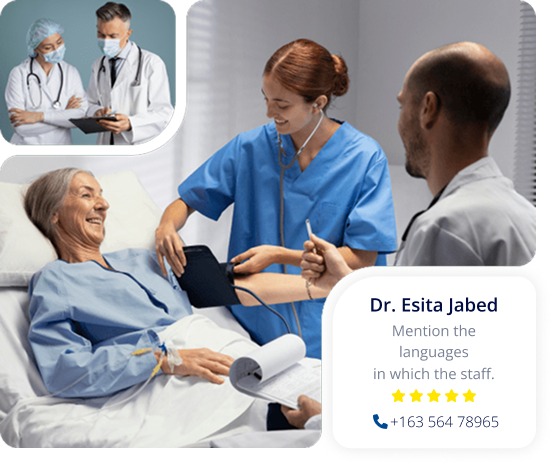 Dr. Esita Jabed
Mention the
languages
in which the staff.
+163 564 78965